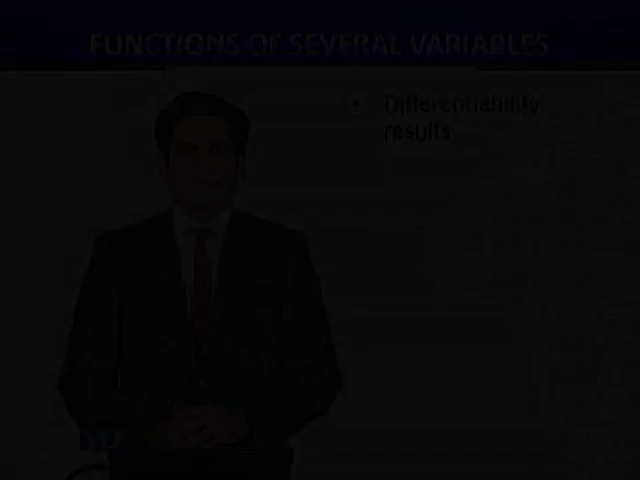 FUNCTIONS OF SEVERAL VARIABLES
• Differentiability
results